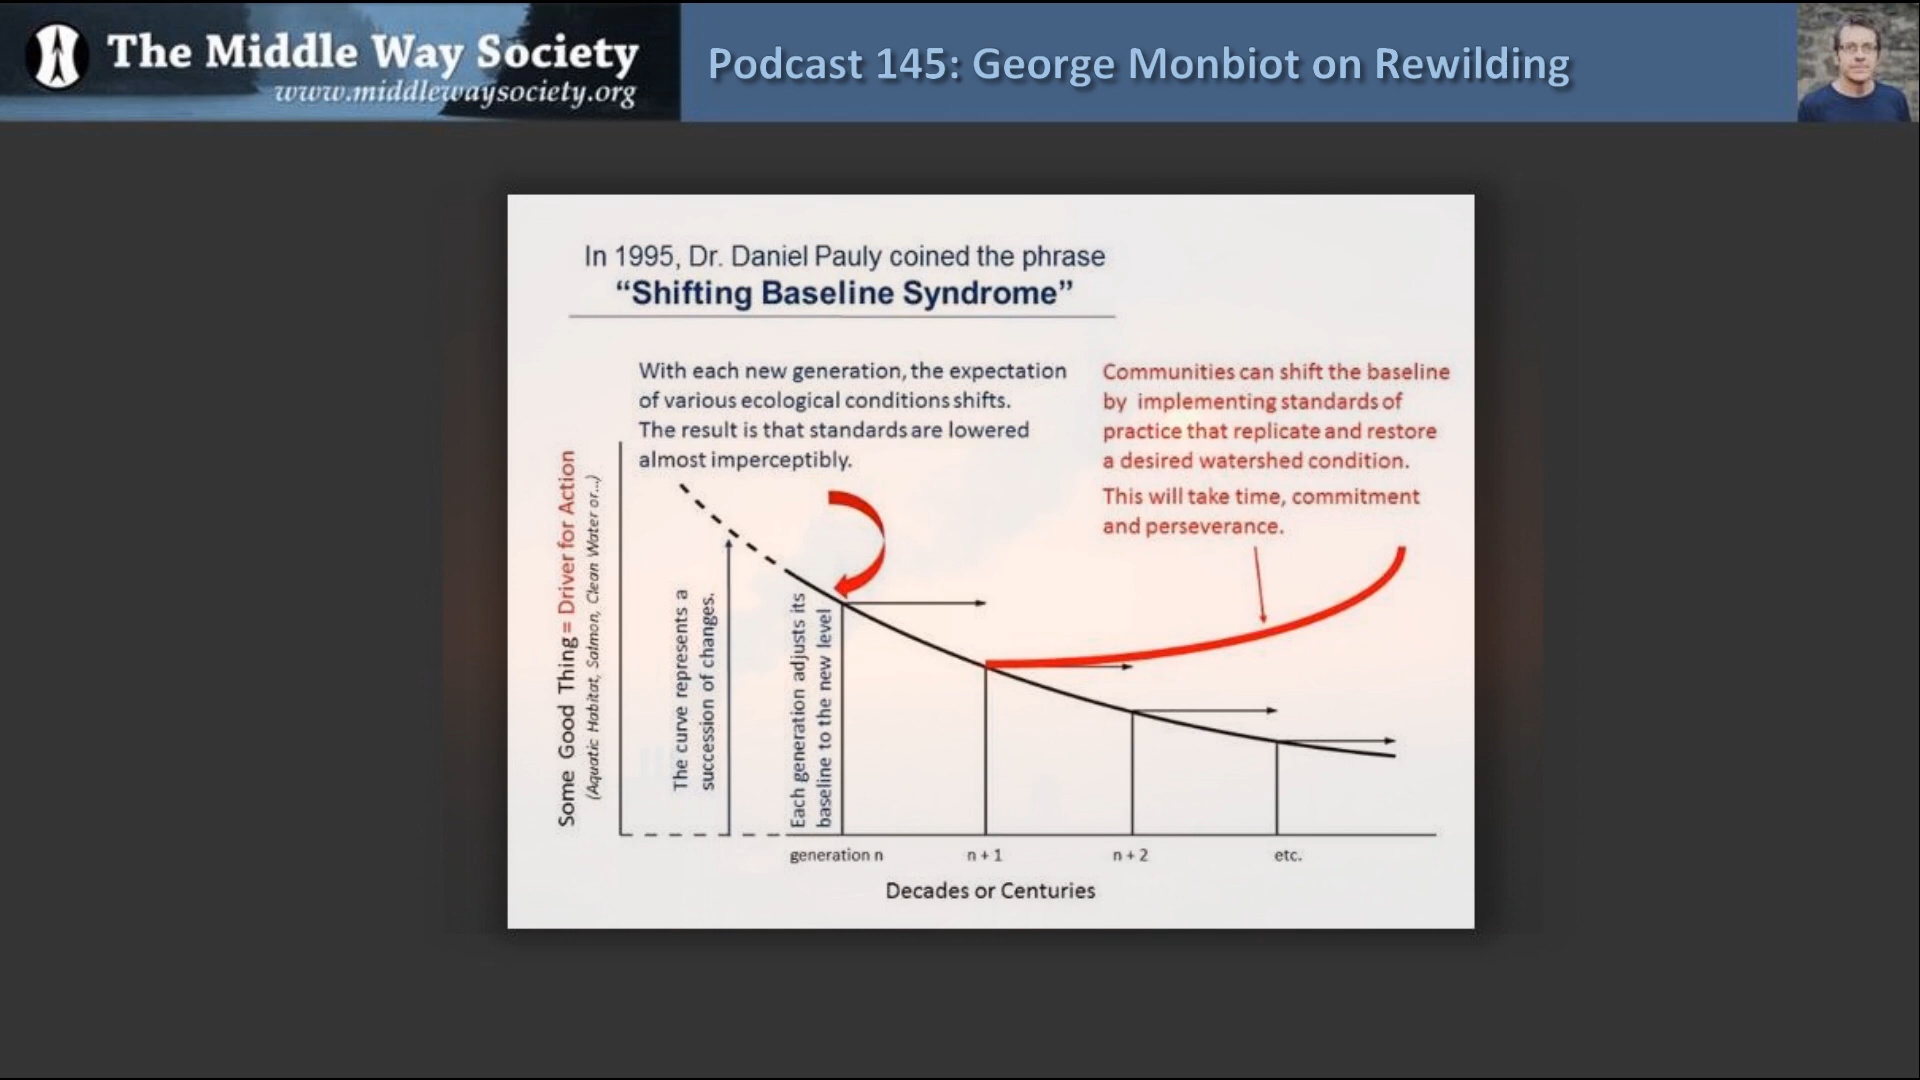 The Middle Way Society
www.middlewaysociety.org
Podcast 145: George Monbiot on Rewilding
In 1995, Dr. Daniel Pauly coined the phrase
“Shifting Baseline Syndrome”
With each new generation, the expectation
of various ecological conditions shifts.
The result is that standards are lowered
almost imperceptibly.
Communities can shift the baseline
by implementing standards of
practice that replicate and restore
a desired watershed condition.
This will take time, commitment
and perseverance.
Some Good Thing = Driver for Action
(Aquatic Habitat, Salmon, Clean Water or...)
The curve represents a
succession of changes.
Each generation adjusts its
baseline to the new level
generation n
n + 1
n + 2
etc.
Decades or Centuries